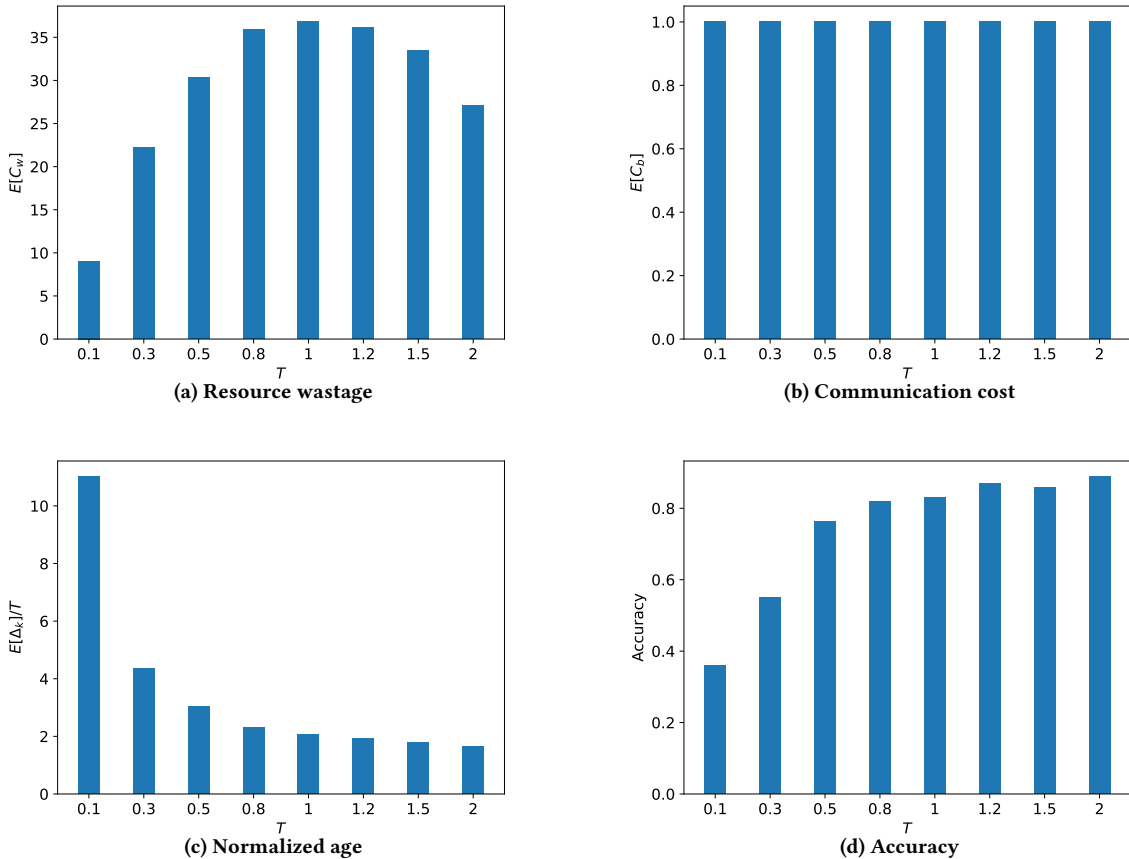 35
30
25
20
15
10
5
0
E[C_w]
0.1 0.3 0.5 0.8 1 1.2 1.5 2
T
(a) Resource wastage
1.0
0.8
0.6
0.4
0.2
0.0
E[C_b]
0.1 0.3 0.5 0.8 1 1.2 1.5 2
T
(b) Communication cost
10
8
6
4
2
0
E[Δ_k]/T
0.1 0.3 0.5 0.8 1 1.2 1.5 2
T
(c) Normalized age
0.8
0.6
0.4
0.2
0.0
Accuracy
0.1 0.3 0.5 0.8 1 1.2 1.5 2
T
(d) Accuracy